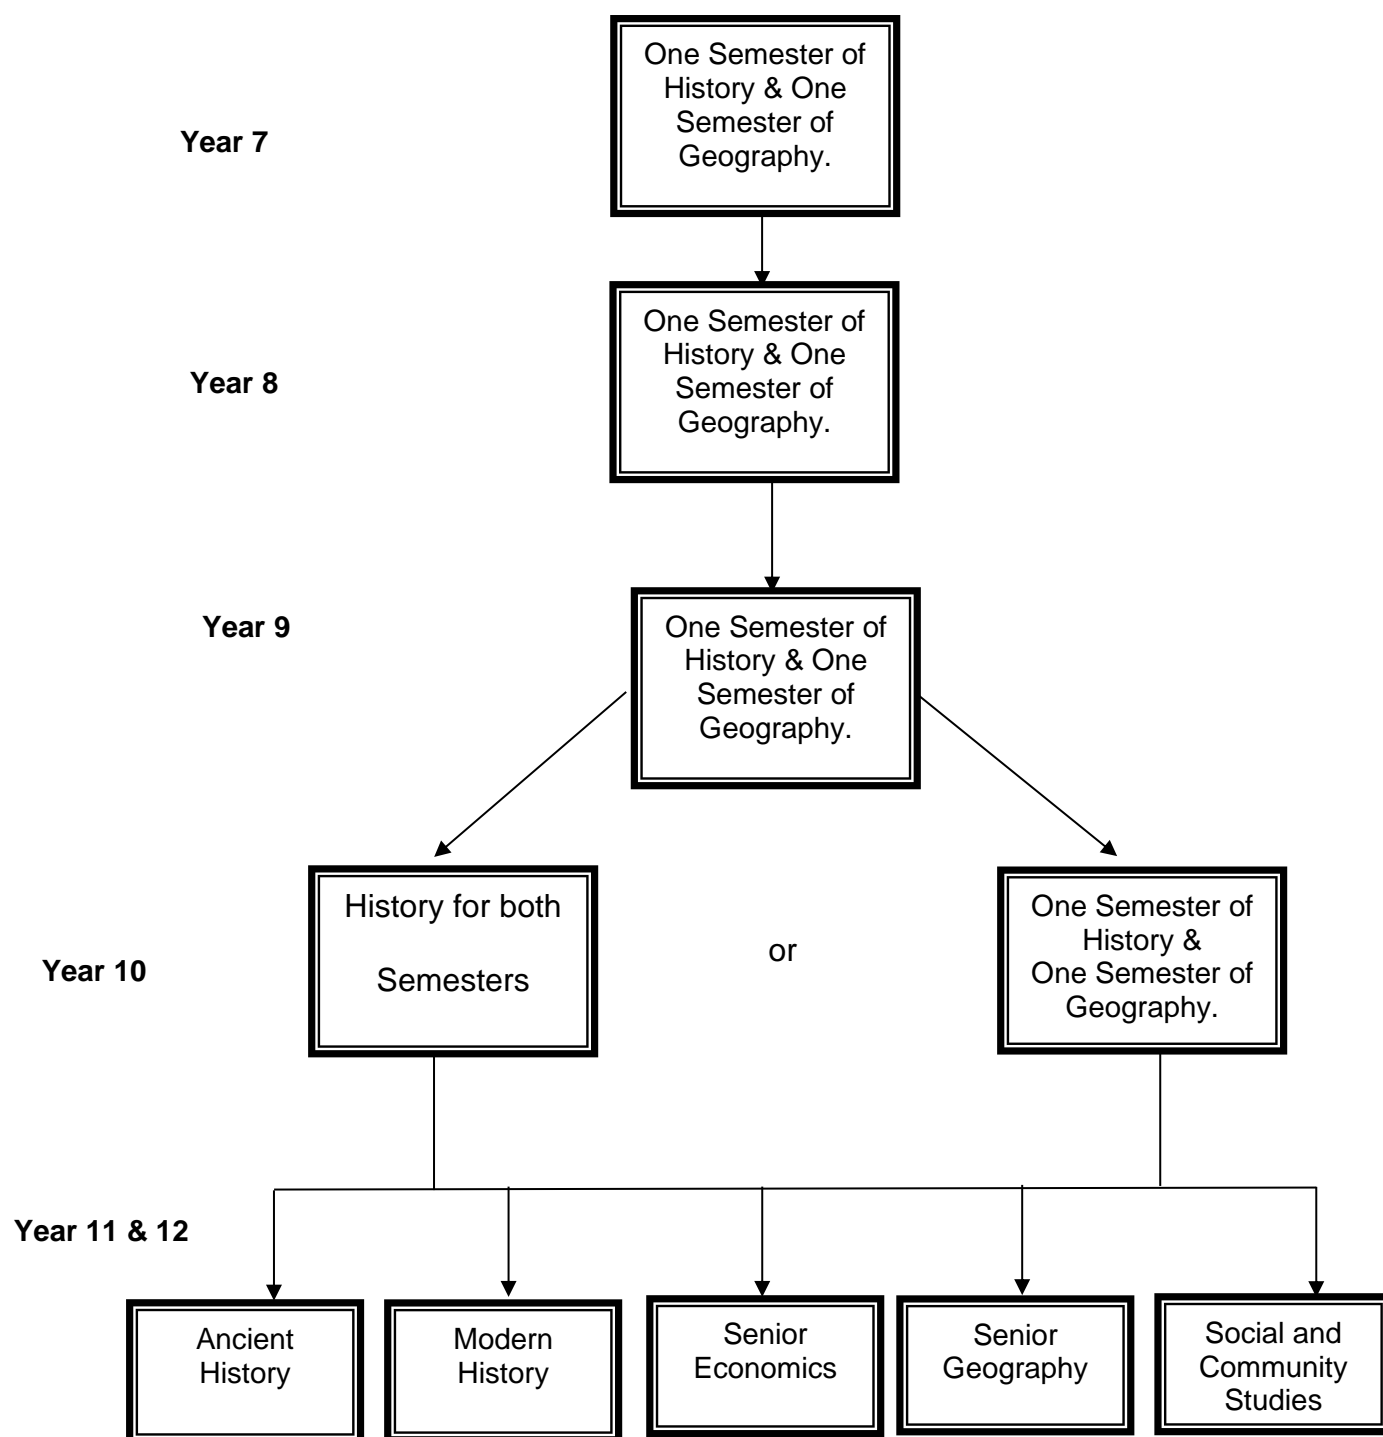 One Semester of
History & One
Semester of
Geography.
Year 7
One Semester of
History & One
Semester of
Geography.
Year 8
One Semester of
History & One
Semester of
Geography.
Year 9
History for both
Semesters
or
One Semester of
History &
One Semester of
Geography.
Year 10
Year 11 & 12
Ancient
History
Modern
History
Senior
Economics
Senior
Geography
Social and
Community
Studies